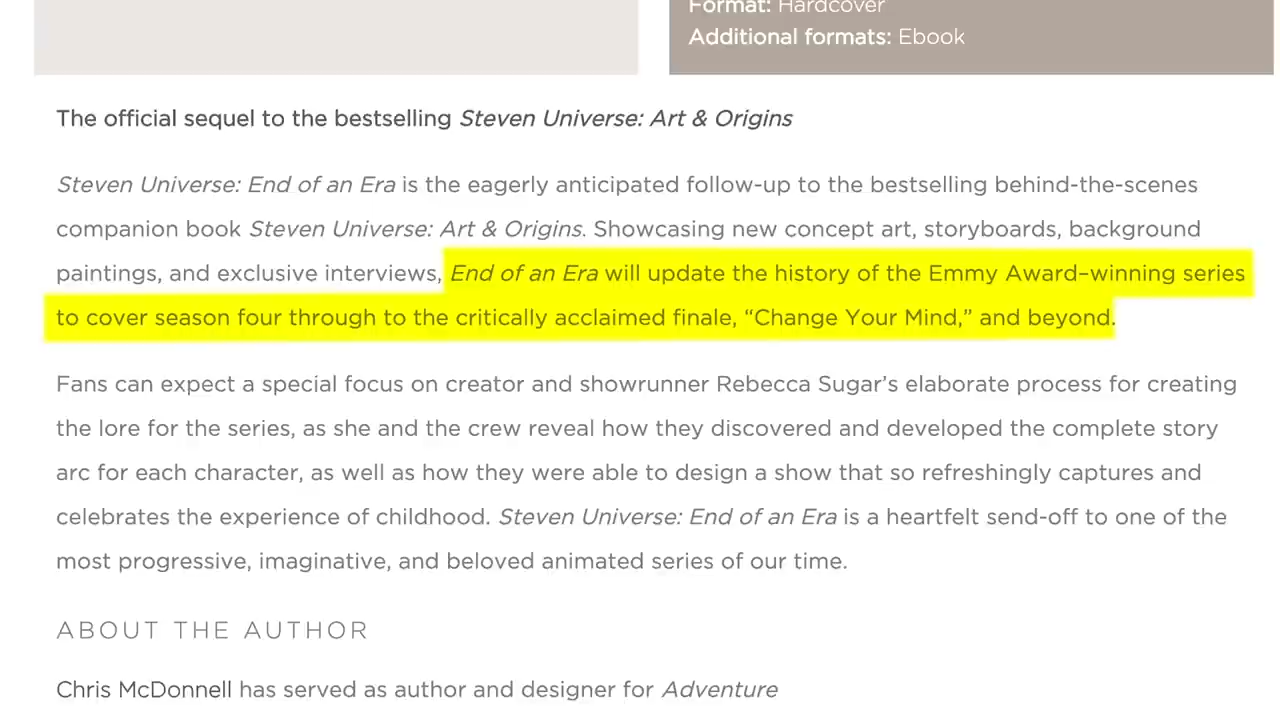 Format: Hardcover
Additional formats: Ebook
The official sequel to the bestselling Steven Universe: Art & Origins
Steven Universe: End of an Era is the eagerly anticipated follow-up to the bestselling behind-the-scenes
companion book Steven Universe: Art & Origins. Showcasing new concept art, storyboards, background
paintings, and exclusive interviews, End of an Era will update the history of the Emmy Award–winning series
to cover season four through to the critically acclaimed finale, “Change Your Mind,” and beyond.
Fans can expect a special focus on creator and showrunner Rebecca Sugar’s elaborate process for creating
the lore for the series, as she and the crew reveal how they discovered and developed the complete story
arc for each character, as well as how they were able to design a show that so refreshingly captures and
celebrates the experience of childhood. Steven Universe: End of an Era is a heartfelt send-off to one of the
most progressive, imaginative, and beloved animated series of our time.
ABOUT THE AUTHOR
Chris McDonnell has served as author and designer for Adventure